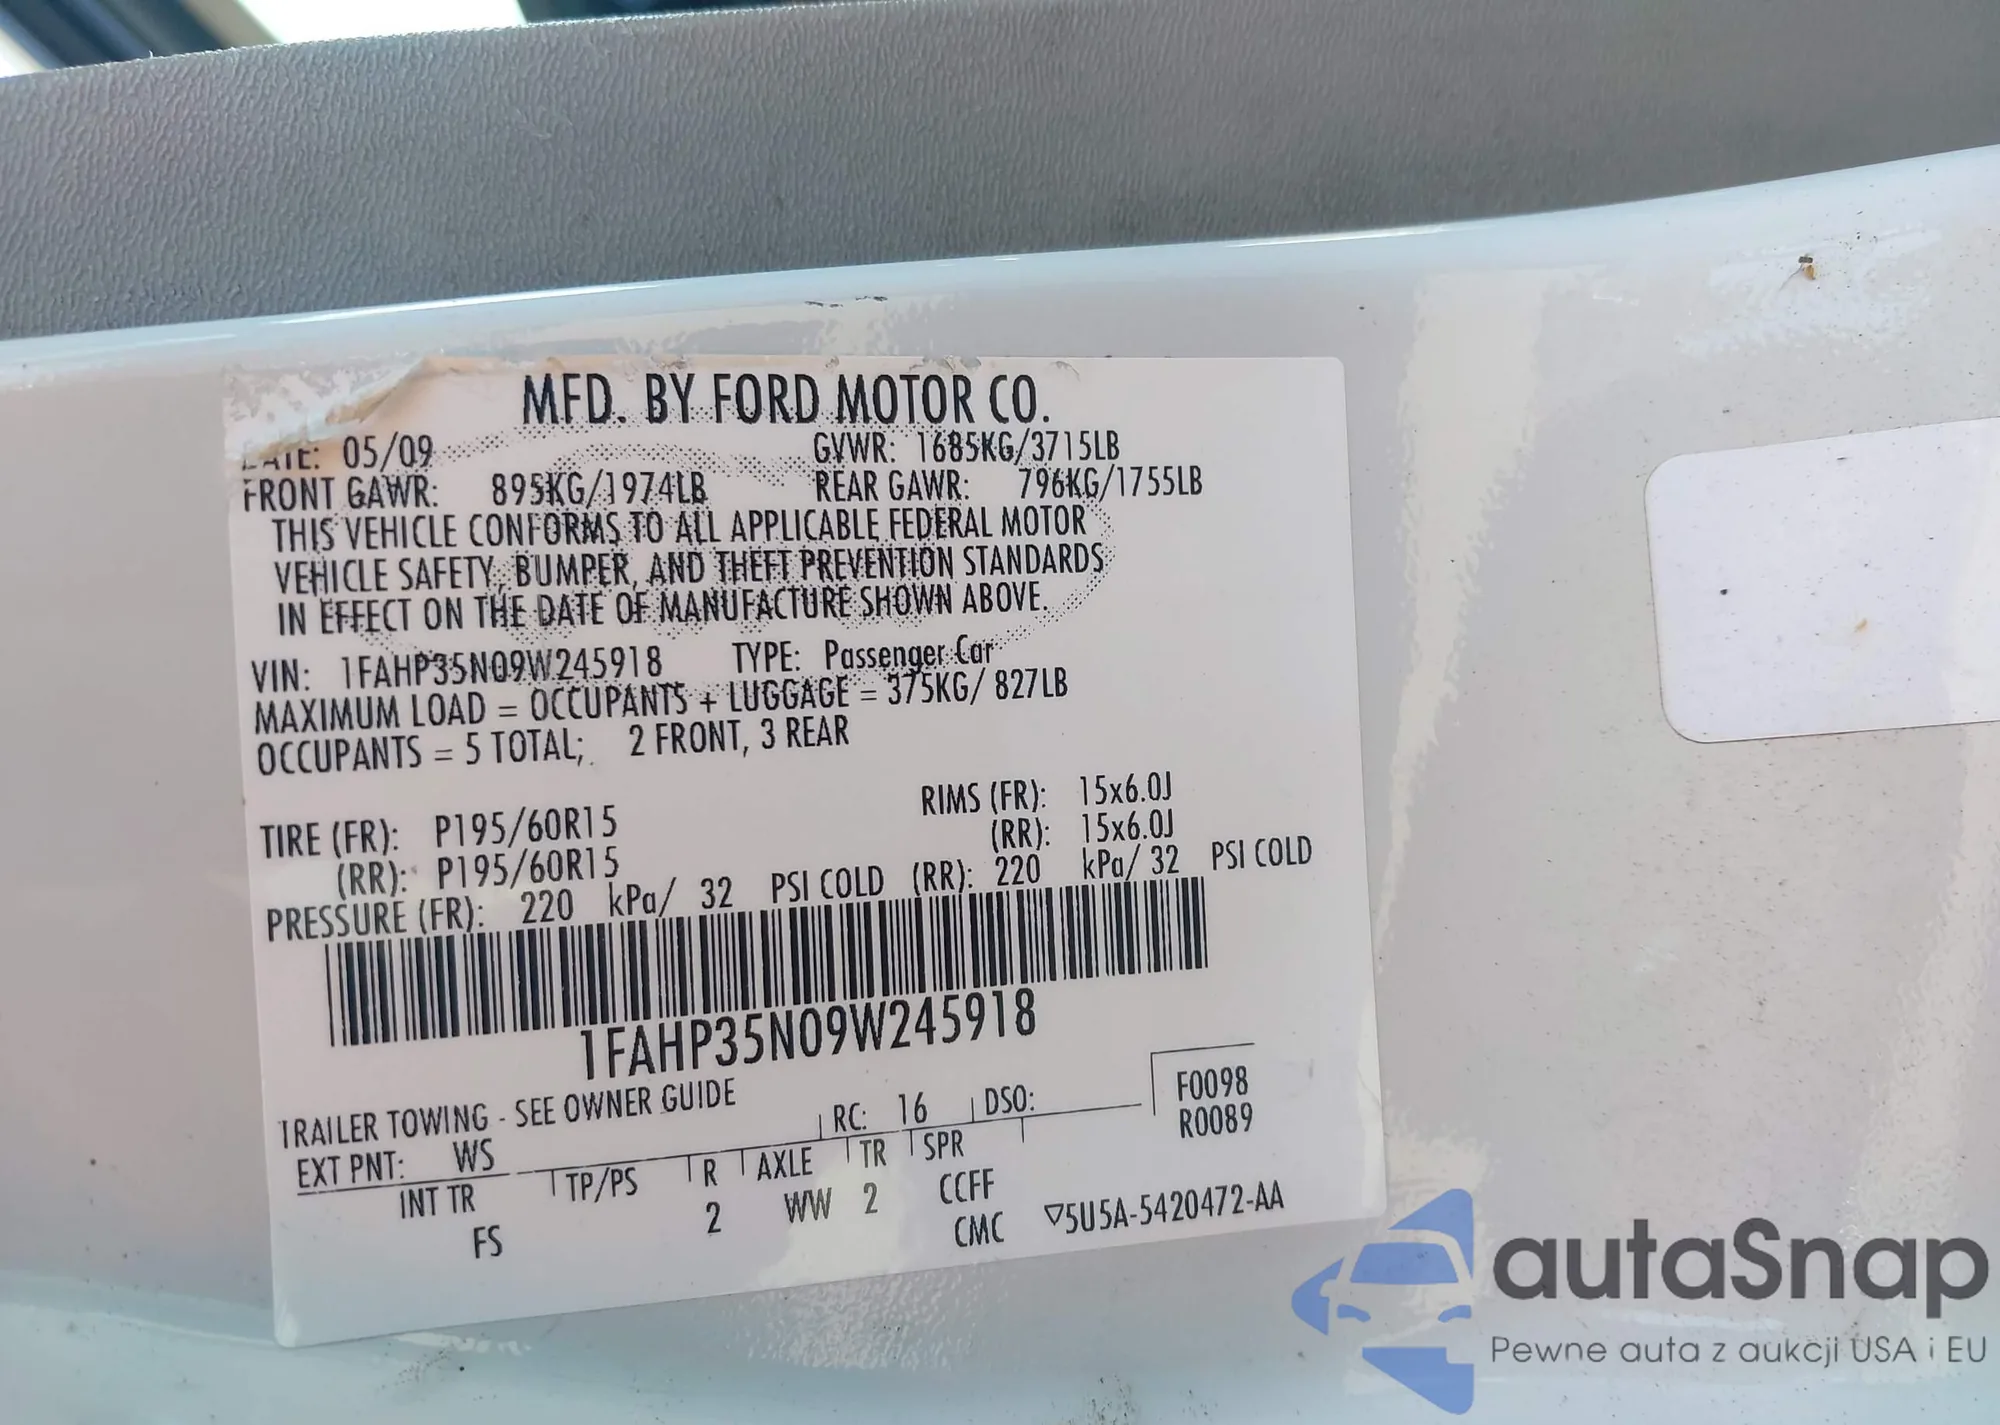 MFD. BY FORD MOTOR CO.
DATE: 05/09 GVWR: 1685KG/3715LB
FRONT GAWR: 895KG/1974LB REAR GAWR: 796KG/1755LB
THIS VEHICLE CONFORMS TO ALL APPLICABLE FEDERAL MOTOR
VEHICLE SAFETY, BUMPER, AND THEFT PREVENTION STANDARDS
IN EFFECT ON THE DATE OF MANUFACTURE SHOWN ABOVE.
VIN: 1FAHP35N09W245918 TYPE: Passenger Car
MAXIMUM LOAD = OCCUPANTS + LUGGAGE = 375KG/ 827LB
OCCUPANTS = 5 TOTAL; 2 FRONT, 3 REAR
RIMS (FR): 15x6.0J
TIRE (FR): P195/60R15 (RR): 15x6.0J
(RR): P195/60R15
PRESSURE (FR): 220 kPa/ 32 PSI COLD (RR): 220 kPa/ 32 PSI COLD
1FAHP35N09W245918
TRAILER TOWING - SEE OWNER GUIDE
RC: 16 DSO: F0098
R0089
EXT PNT: WS
INT TR TP/PS R AXLE TR SPR
FS 2 WW 2 CCFF
CMC ▽5U5A-5420472-AA
autaSnap
Pewne auta z aukcji USA i EU